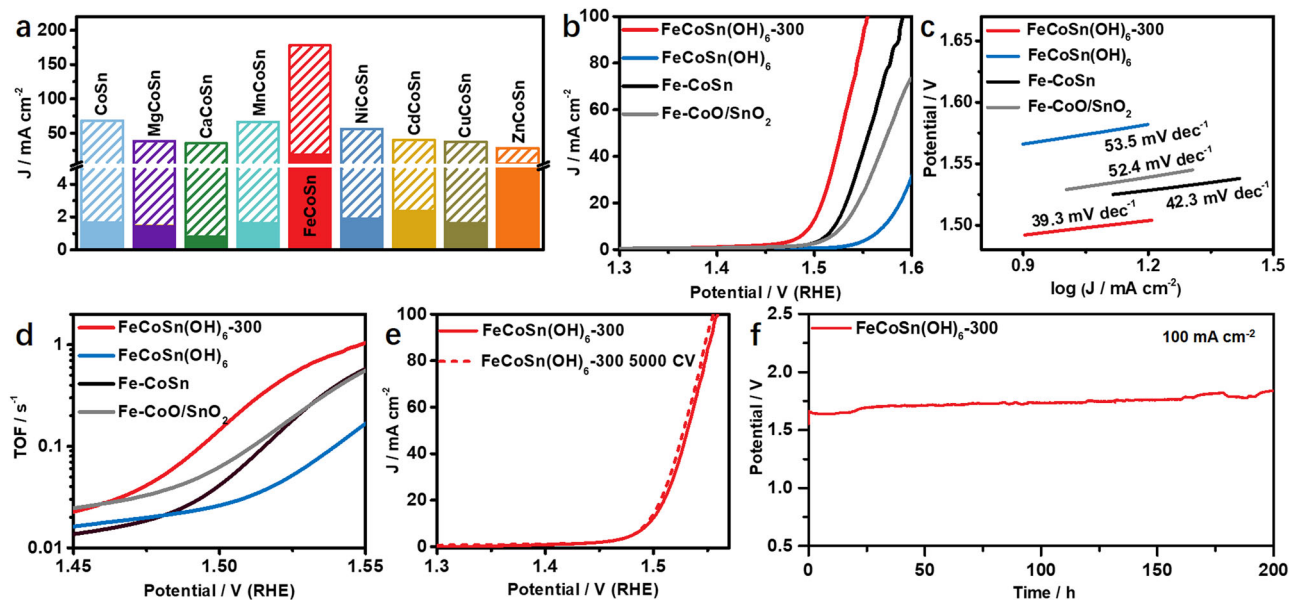 a
J / mA cm⁻²
200
175
150
125
100
75
50
4
2
0
CoSn
MgCoSn
CaCoSn
MnCoSn
FeCoSn
NiCoSn
CdCoSn
CuCoSn
ZnCoSn
b
J / mA cm⁻²
100
80
60
40
20
0
FeCoSn(OH)₆-300
FeCoSn(OH)₆
Fe-CoSn
Fe-CoO/SnO₂
1.3 1.4 1.5 1.6
Potential / V (RHE)
c
Potential / V
1.65
1.60
1.55
1.50
FeCoSn(OH)₆-300
FeCoSn(OH)₆
Fe-CoSn
Fe-CoO/SnO₂
53.5 mV dec⁻¹
52.4 mV dec⁻¹
39.3 mV dec⁻¹
42.3 mV dec⁻¹
0.9 1.2 1.5
log (J / mA cm⁻²)
d
TOF / s⁻¹
1
0.1
0.01
FeCoSn(OH)₆-300
FeCoSn(OH)₆
Fe-CoSn
Fe-CoO/SnO₂
1.45 1.50 1.55
Potential / V (RHE)
e
J / mA cm⁻²
100
80
60
40
20
0
FeCoSn(OH)₆-300
FeCoSn(OH)₆-300 5000 CV
1.3 1.4 1.5
Potential / V (RHE)
f
Potential / V
2.5
2.0
1.5
1.0
0.5
FeCoSn(OH)₆-300
100 mA cm⁻²
0 50 100 150 200
Time / h